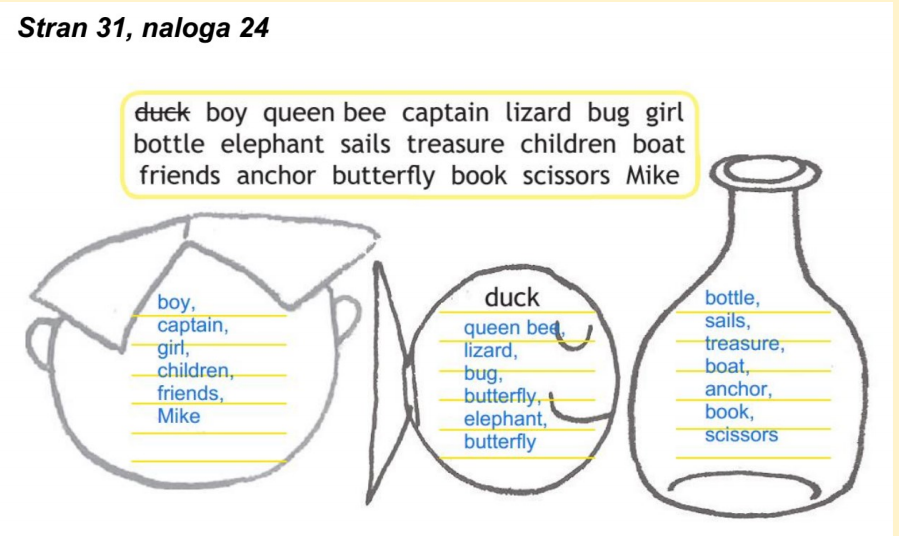 Stran 31, naloga 24
duck boy queen bee captain lizard bug girl
bottle elephant sails treasure children boat
friends anchor butterfly book scissors Mike
boy,
captain,
girl,
children,
friends,
Mike
duck
queen bee,
lizard,
bug,
butterfly,
elephant,
butterfly
bottle,
sails,
treasure,
boat,
anchor,
book,
scissors